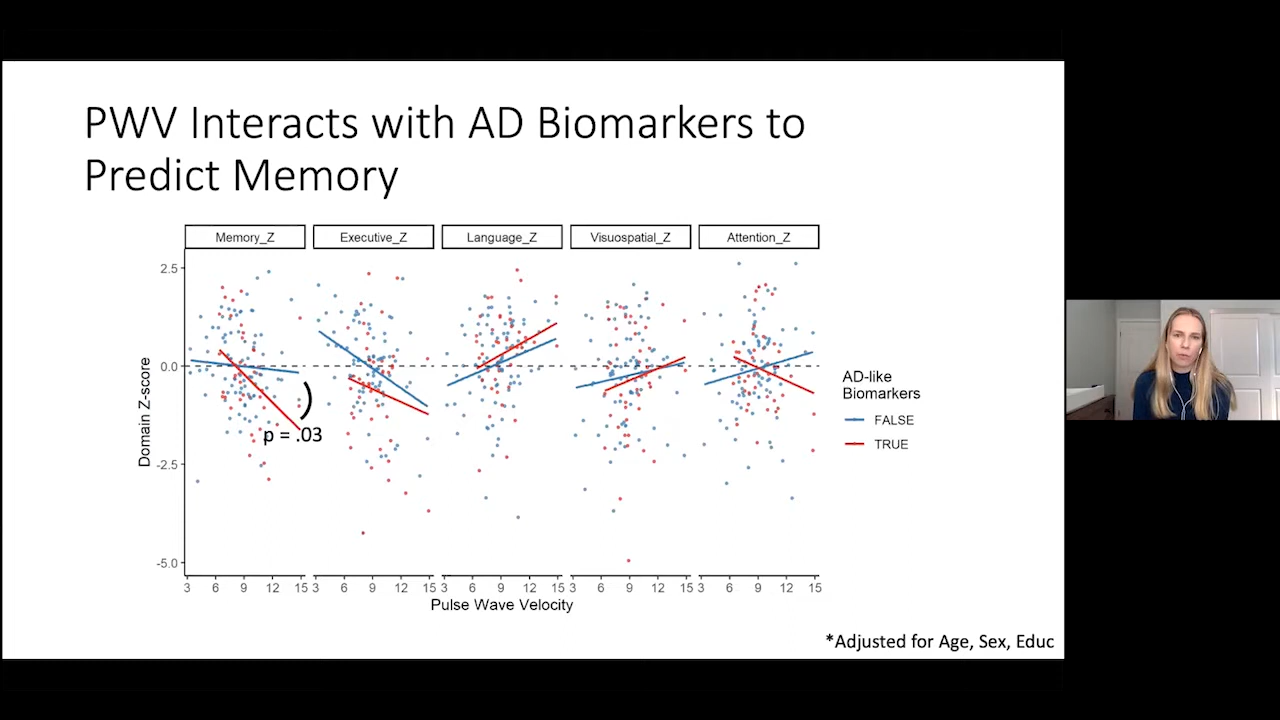 PWV Interacts with AD Biomarkers to
Predict Memory
Memory_Z Executive_Z Language_Z Visuospatial_Z Attention_Z
2.5
0.0
-2.5
-5.0
Domain Z-score
p = .03
3 6 9 12 15 3 6 9 12 15 3 6 9 12 15 3 6 9 12 15 3 6 9 12 15
Pulse Wave Velocity
AD-like
Biomarkers
FALSE
TRUE
*Adjusted for Age, Sex, Educ